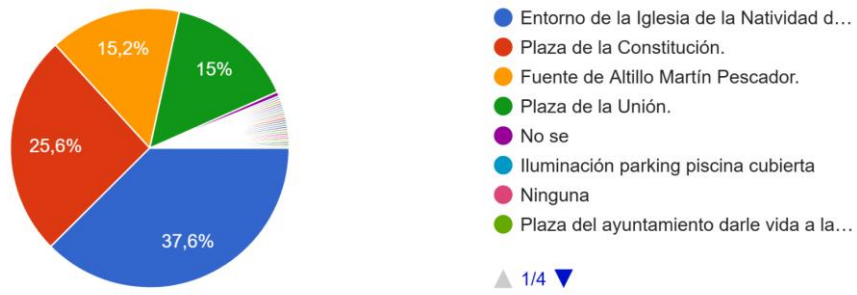 15,2%
15%
25,6%
37,6%
Entorno de la Iglesia de la Natividad d…
Plaza de la Constitución.
Fuente de Altillo Martín Pescador.
Plaza de la Unión.
No se
Iluminación parking piscina cubierta
Ninguna
Plaza del ayuntamiento darle vida a la…
1/4